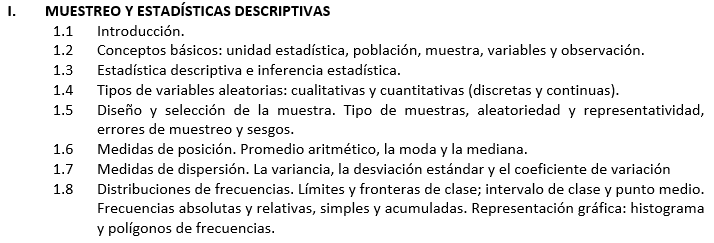 I. MUESTREO Y ESTADÍSTICAS DESCRIPTIVAS
1.1 Introducción.
1.2 Conceptos básicos: unidad estadística, población, muestra, variables y observación.
1.3 Estadística descriptiva e inferencia estadística.
1.4 Tipos de variables aleatorias: cualitativas y cuantitativas (discretas y continuas).
1.5 Diseño y selección de la muestra. Tipo de muestras, aleatoriedad y representatividad,
errores de muestreo y sesgos.
1.6 Medidas de posición. Promedio aritmético, la moda y la mediana.
1.7 Medidas de dispersión. La variancia, la desviación estándar y el coeficiente de variación
1.8 Distribuciones de frecuencias. Límites y fronteras de clase; intervalo de clase y punto medio.
Frecuencias absolutas y relativas, simples y acumuladas. Representación gráfica: histograma
y polígonos de frecuencias.